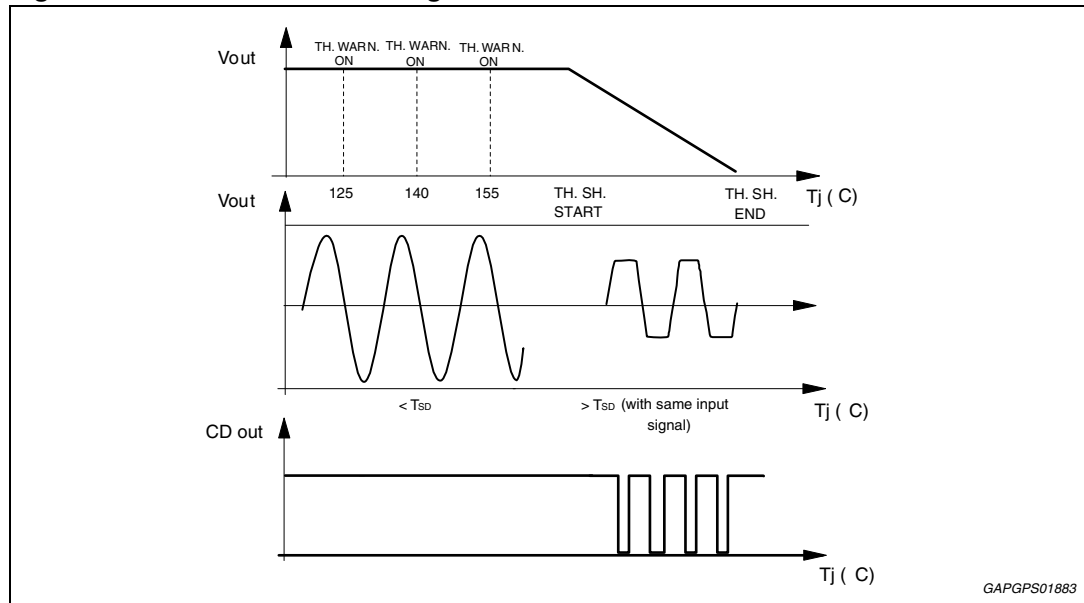 Vout
TH. WARN. TH. WARN. TH. WARN.
ON ON ON
125 140 155 TH. SH. TH. SH. Tj ( C)
START END
Vout
< TSD > TSD (with same input
signal)
Tj ( C)
CD out
Tj ( C)
GAPGPS01883